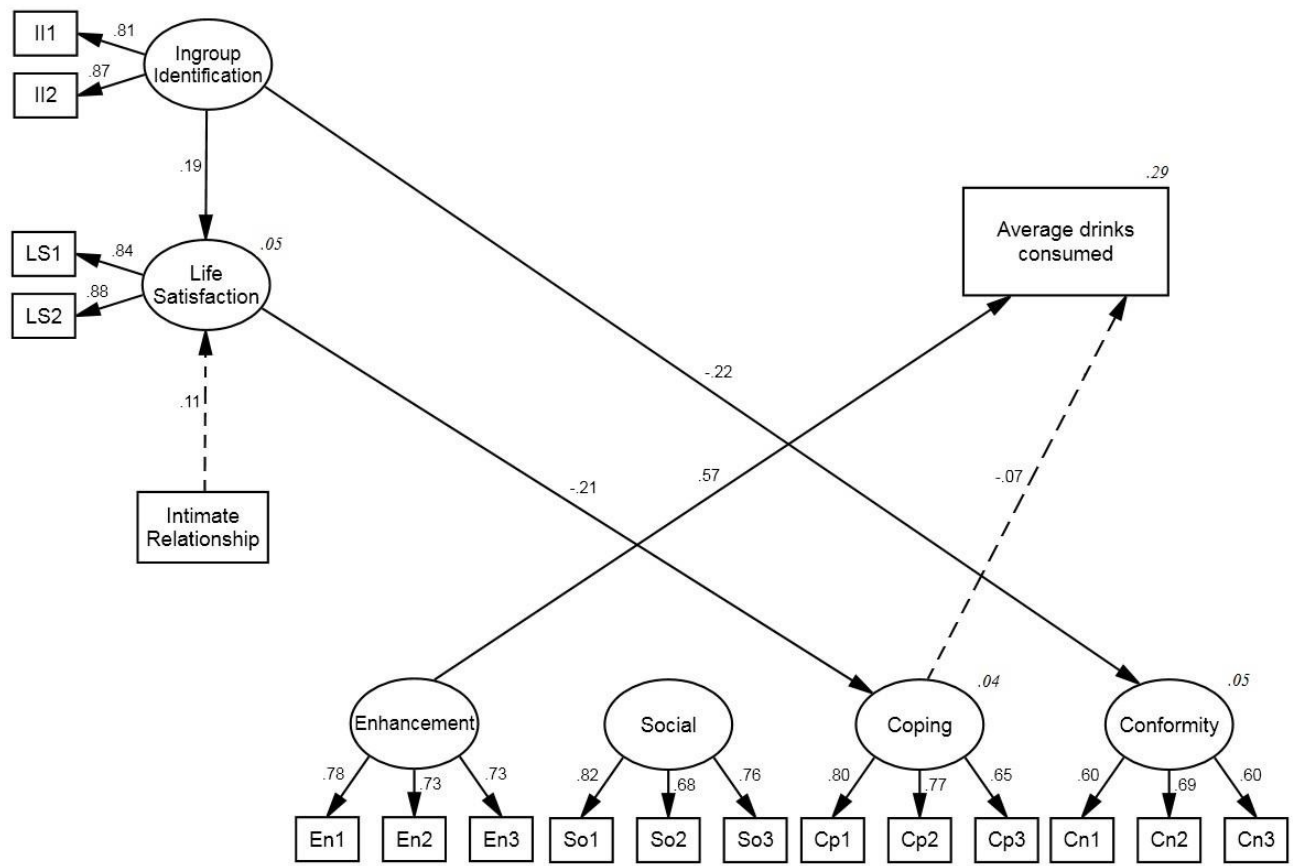 II1
.81
Ingroup
Identification
II2
.87
.19
.29
Average drinks
consumed
LS1
.84
Life
Satisfaction
.05
LS2
.88
-.22
.11
.57
-.07
-.21
Intimate
Relationship
Enhancement
Social
Coping
.04
Conformity
.05
.78
.73
.73
.82
.68
.76
.80
.77
.65
.60
.69
.60
En1
En2
En3
So1
So2
So3
Cp1
Cp2
Cp3
Cn1
Cn2
Cn3